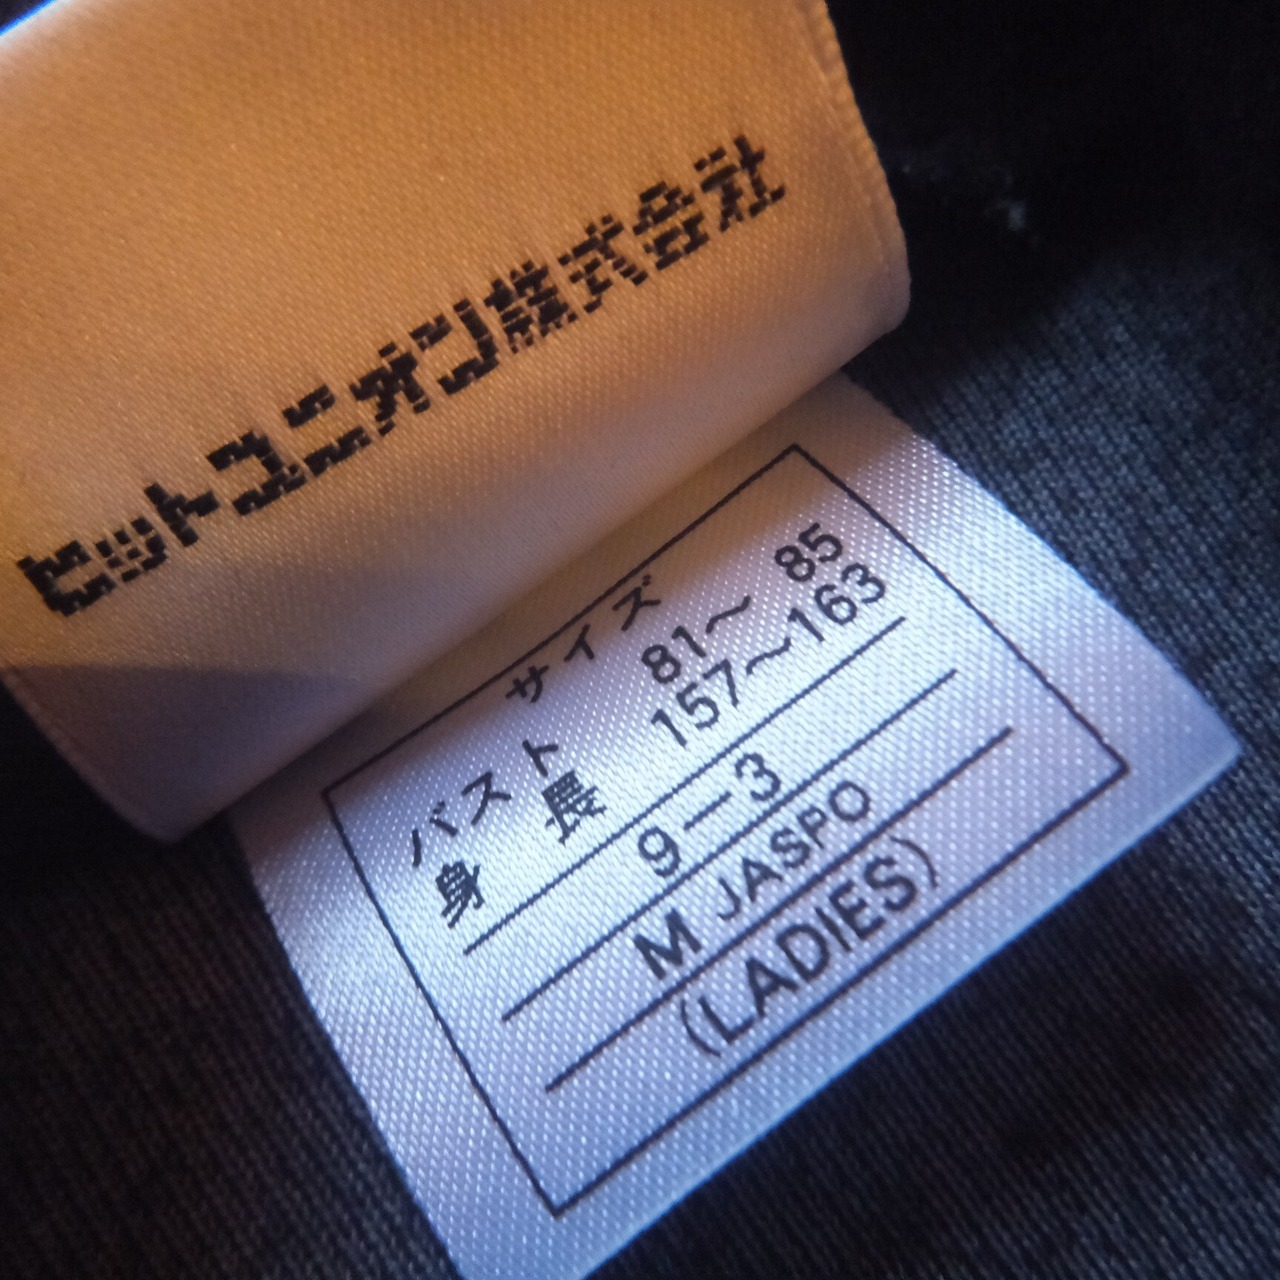 ヒットユニオン株式会社
サイズ
バスト 81〜 85
身長 157〜163
9—3
M JASPO
(LADIES)